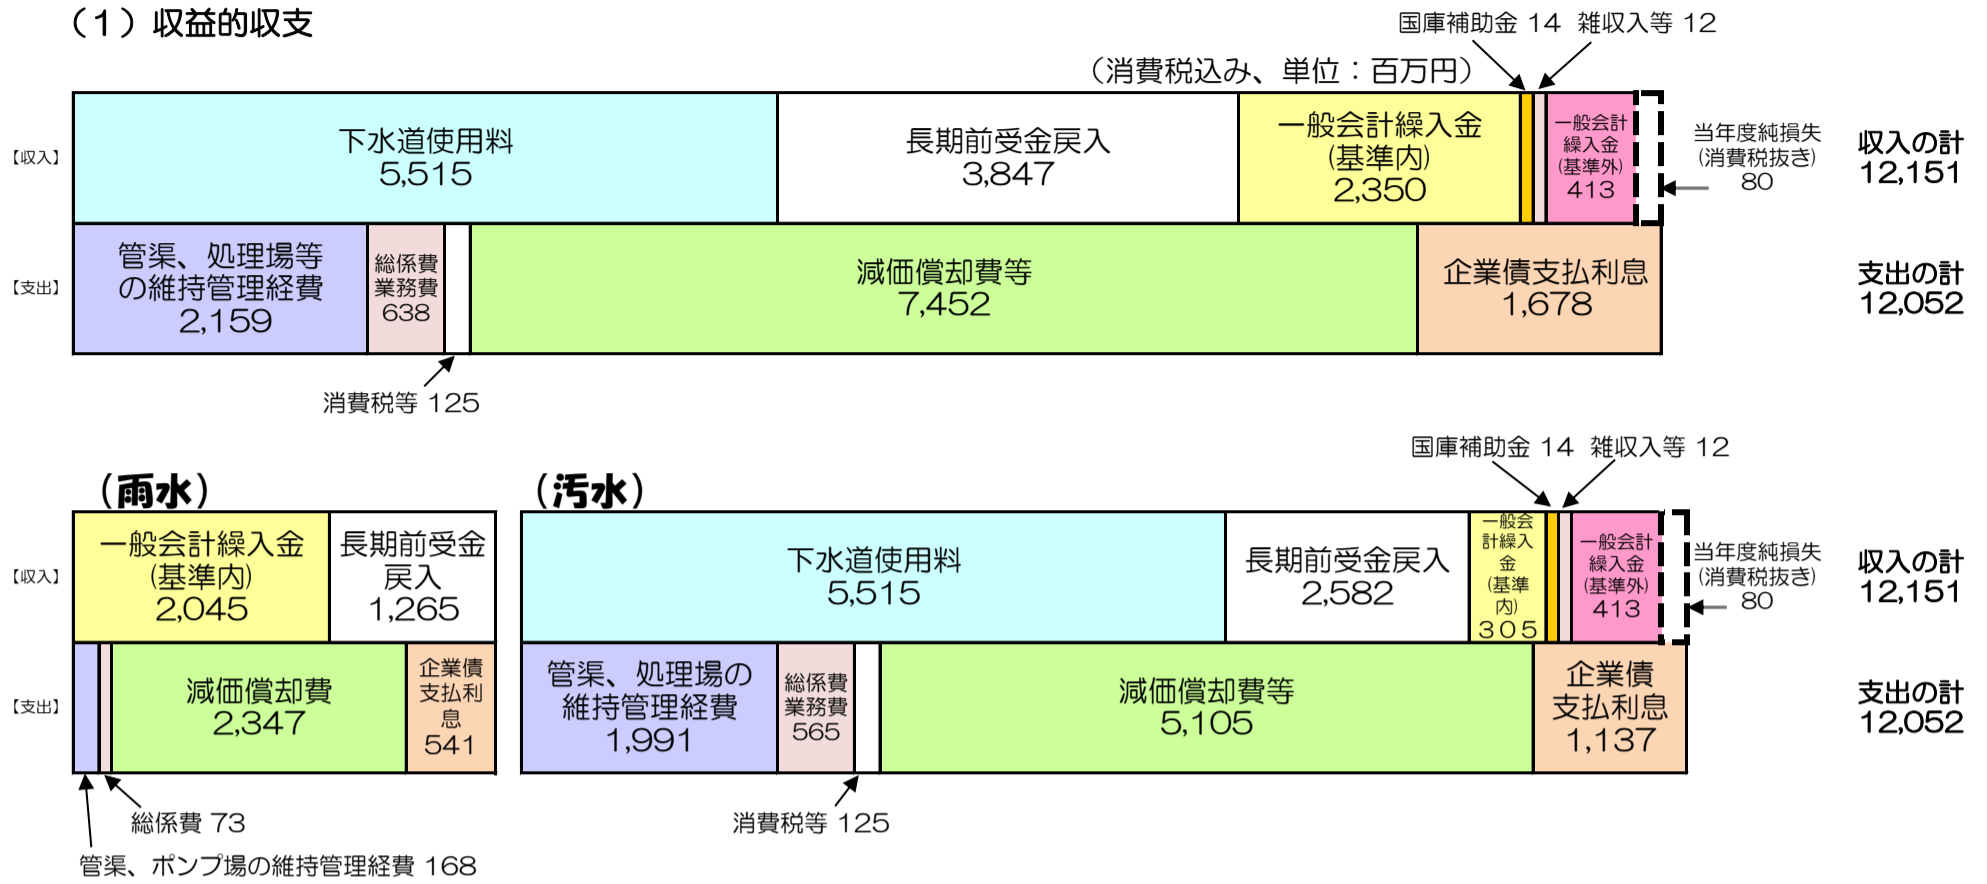 （1）収益的収支
国庫補助金 14 雑収入等 12
（消費税込み、単位：百万円）
【収入】
下水道使用料
5,515
長期前受金戻入
3,847
一般会計繰入金
(基準内)
2,350
一般会計
繰入金
(基準外)
413
当年度純損失
(消費税抜き)
80
収入の計
12,151
【支出】
管渠、処理場等
の維持管理経費
2,159
総係費
業務費
638
減価償却費等
7,452
企業債支払利息
1,678
支出の計
12,052
消費税等 125
国庫補助金 14 雑収入等 12
（雨水）
（汚水）
【収入】
一般会計繰入金
(基準内)
2,045
長期前受金
戻入
1,265
下水道使用料
5,515
長期前受金戻入
2,582
一般会
計繰入
金
(基準
内)
３０５
一般会計
繰入金
(基準外)
413
当年度純損失
(消費税抜き)
80
収入の計
12,151
【支出】
減価償却費
2,347
企業債
支払利
息
541
管渠、処理場の
維持管理経費
1,991
総係費
業務費
565
減価償却費等
5,105
企業債
支払利息
1,137
支出の計
12,052
総係費 73
消費税等 125
管渠、ポンプ場の維持管理経費 168